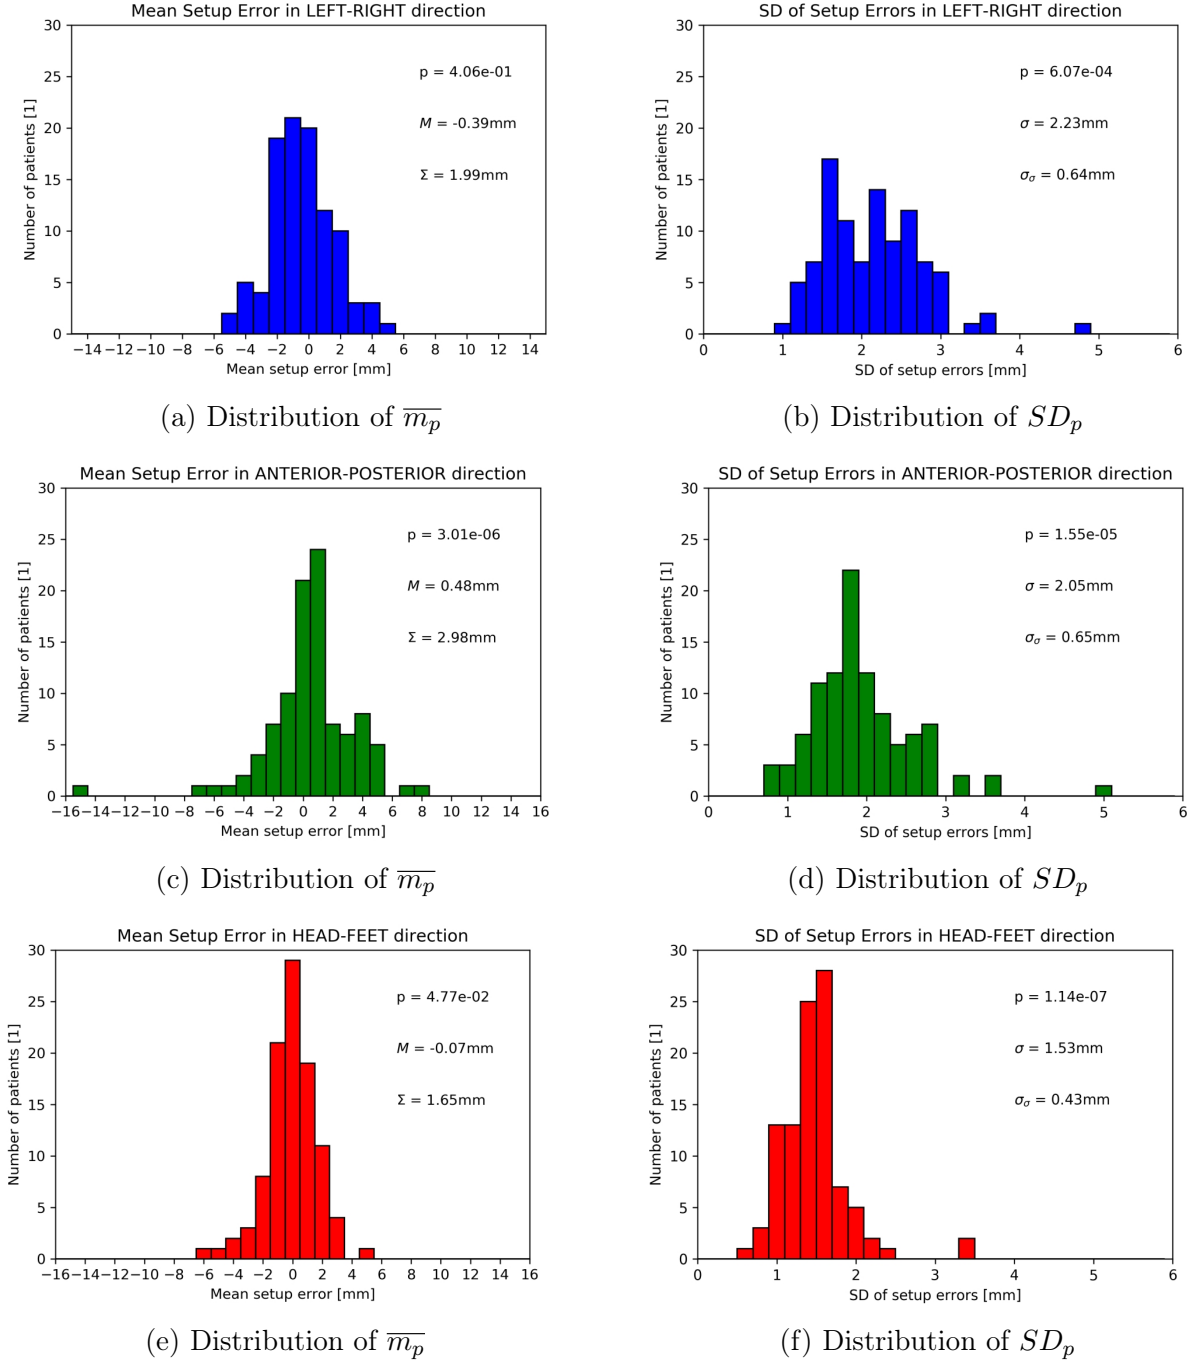 Mean Setup Error in LEFT-RIGHT direction
30
25
20
15
10
5
0
Number of patients [1]
p = 4.06e-01
M = -0.39mm
Σ = 1.99mm
−14 −12 −10 −8 −6 −4 −2 0 2 4 6 8 10 12 14
Mean setup error [mm]
(a) Distribution of m̅p̅
SD of Setup Errors in LEFT-RIGHT direction
30
25
20
15
10
5
0
Number of patients [1]
p = 6.07e-04
σ = 2.23mm
σσ = 0.64mm
0 1 2 3 4 5 6
SD of setup errors [mm]
(b) Distribution of SDp
Mean Setup Error in ANTERIOR-POSTERIOR direction
30
25
20
15
10
5
0
Number of patients [1]
p = 3.01e-06
M = 0.48mm
Σ = 2.98mm
−16 −14 −12 −10 −8 −6 −4 −2 0 2 4 6 8 10 12 14 16
Mean setup error [mm]
(c) Distribution of m̅p̅
SD of Setup Errors in ANTERIOR-POSTERIOR direction
30
25
20
15
10
5
0
Number of patients [1]
p = 1.55e-05
σ = 2.05mm
σσ = 0.65mm
0 1 2 3 4 5 6
SD of setup errors [mm]
(d) Distribution of SDp
Mean Setup Error in HEAD-FEET direction
30
25
20
15
10
5
0
Number of patients [1]
p = 4.77e-02
M = -0.07mm
Σ = 1.65mm
−16 −14 −12 −10 −8 −6 −4 −2 0 2 4 6 8 10 12 14 16
Mean setup error [mm]
(e) Distribution of m̅p̅
SD of Setup Errors in HEAD-FEET direction
30
25
20
15
10
5
0
Number of patients [1]
p = 1.14e-07
σ = 1.53mm
σσ = 0.43mm
0 1 2 3 4 5 6
SD of setup errors [mm]
(f) Distribution of SDp